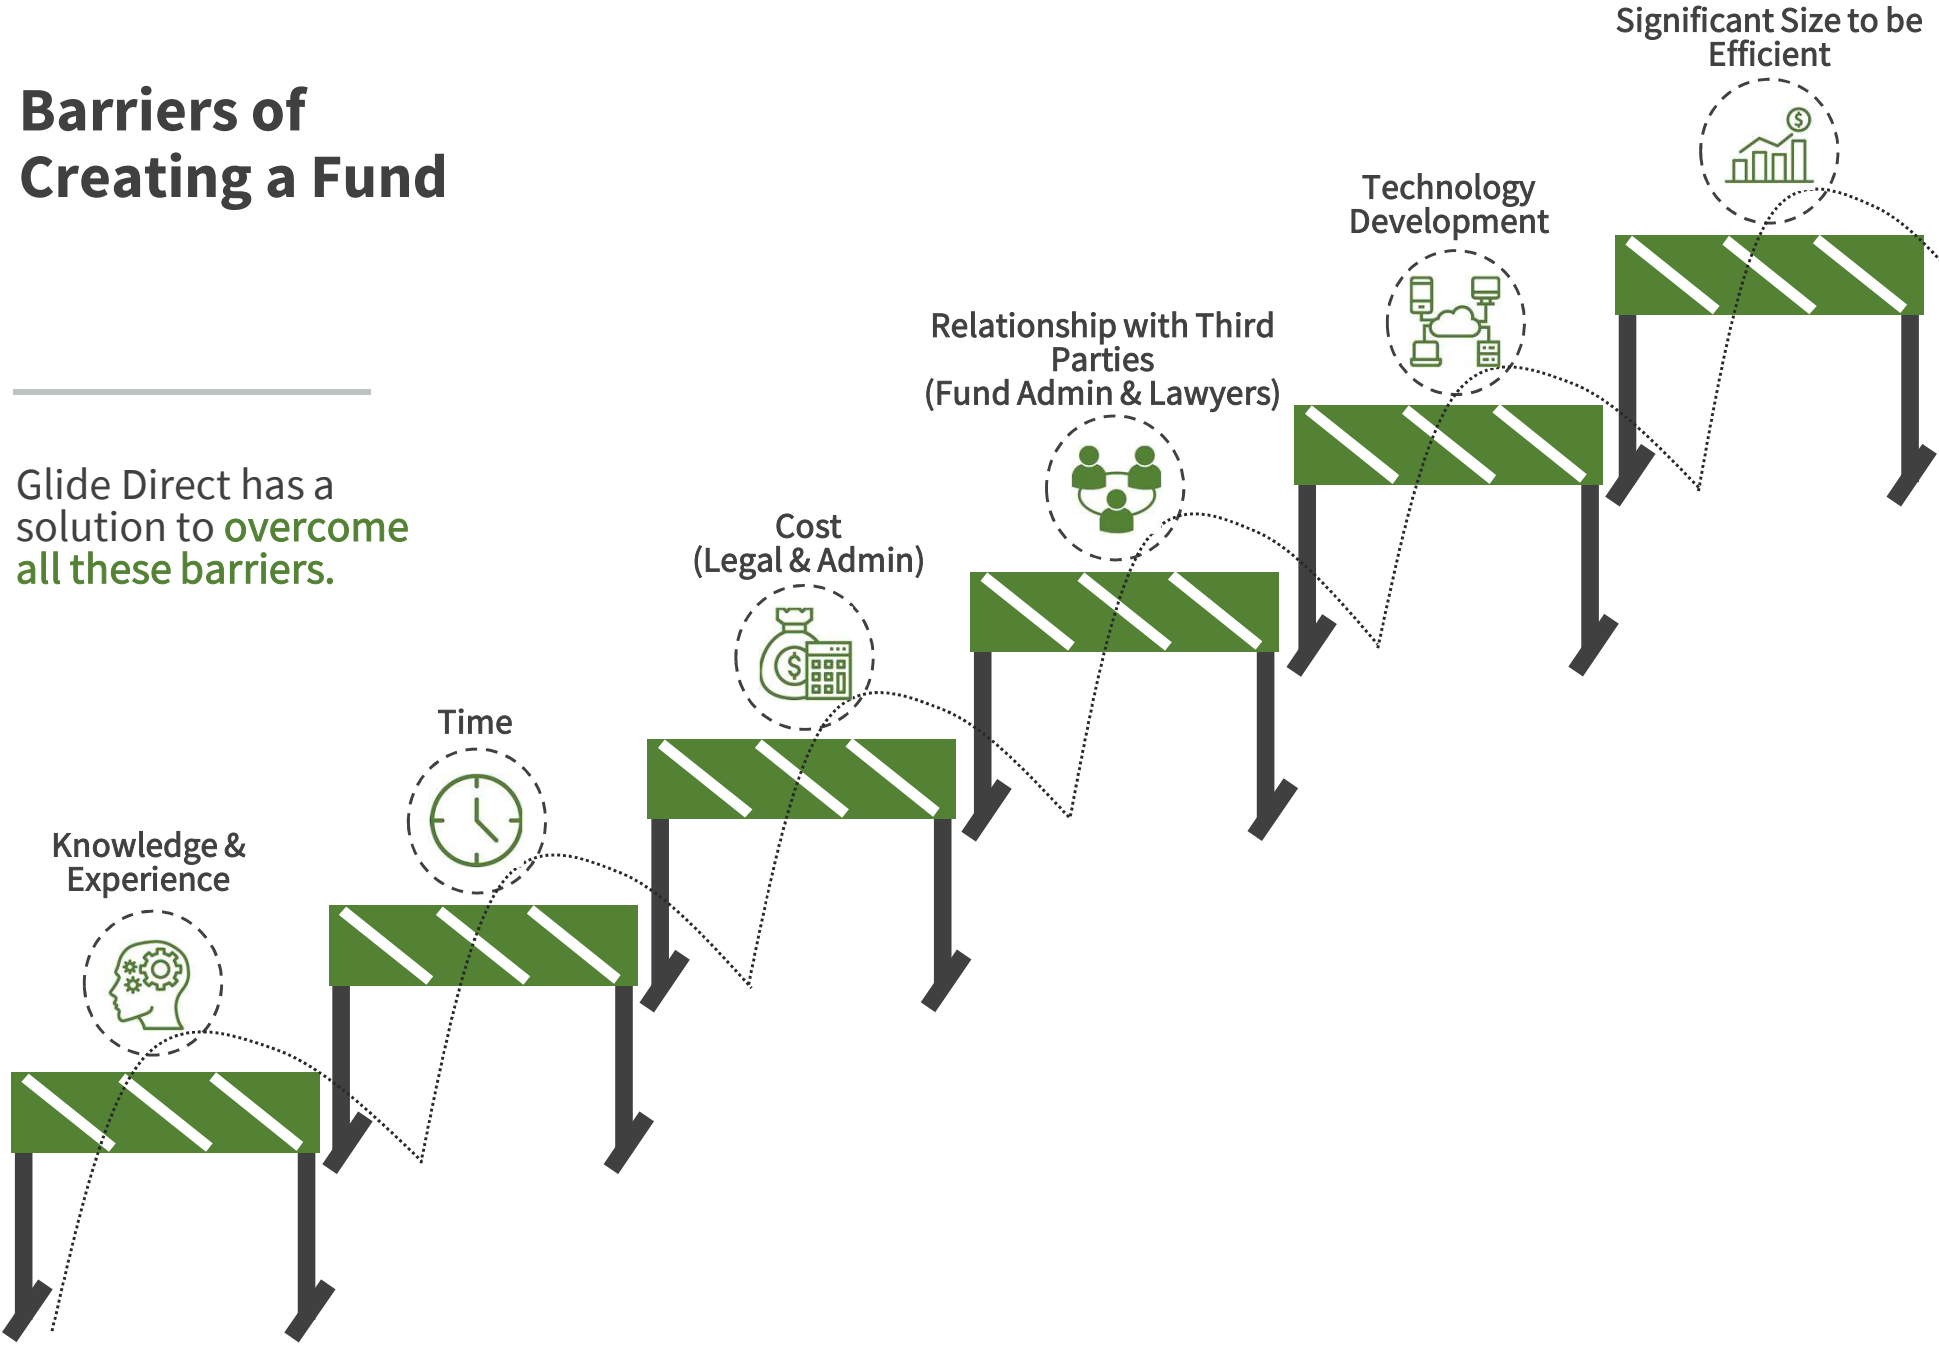 Barriers of
Creating a Fund
Glide Direct has a
solution to overcome
all these barriers.
Knowledge &
Experience
Time
Cost
(Legal & Admin)
Relationship with Third
Parties
(Fund Admin & Lawyers)
Technology
Development
Significant Size to be
Efficient